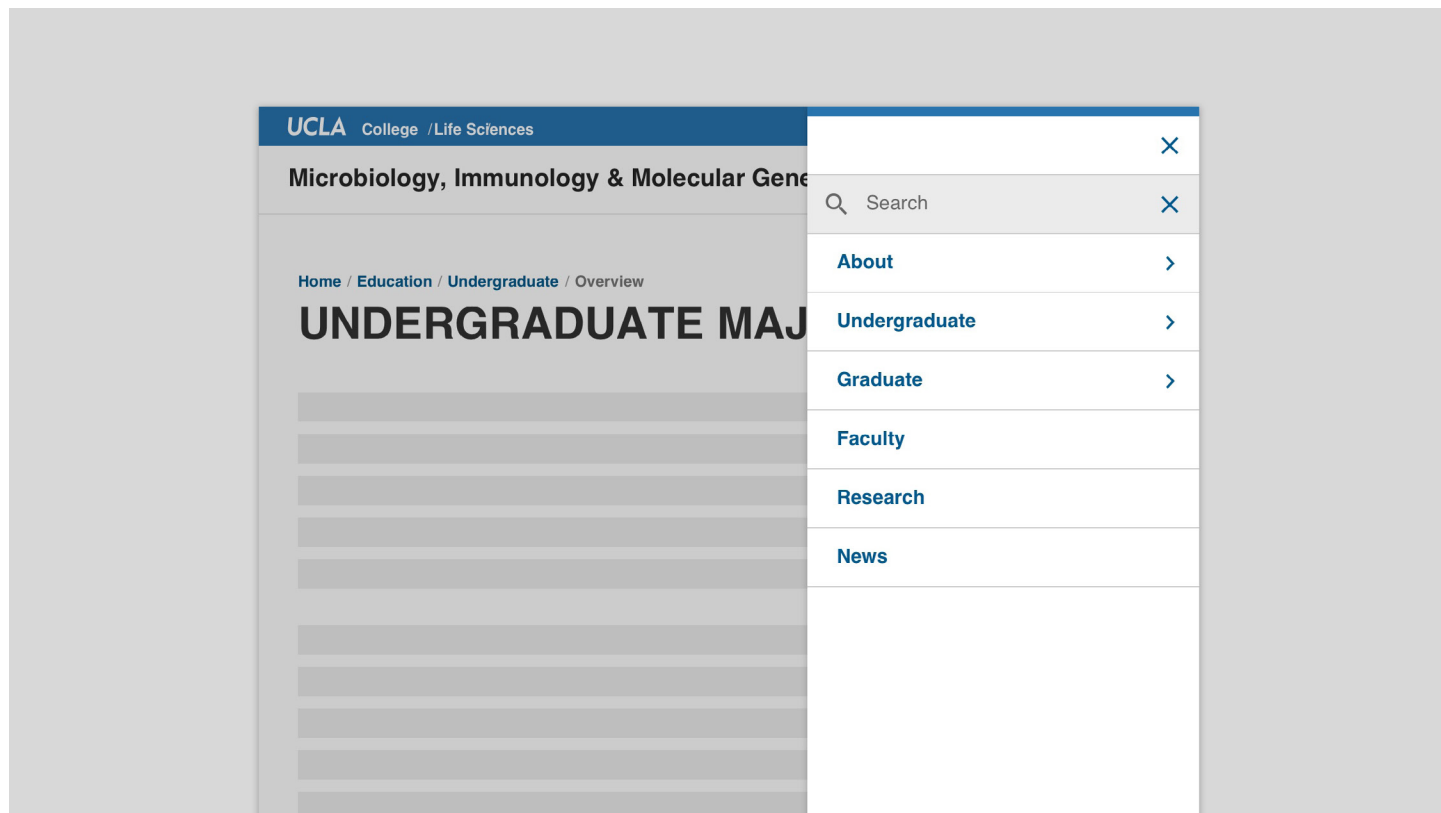 UCLA College / Life Sciences
Microbiology, Immunology & Molecular Gene
Home / Education / Undergraduate / Overview
UNDERGRADUATE MAJ
Search
About
Undergraduate
Graduate
Faculty
Research
News